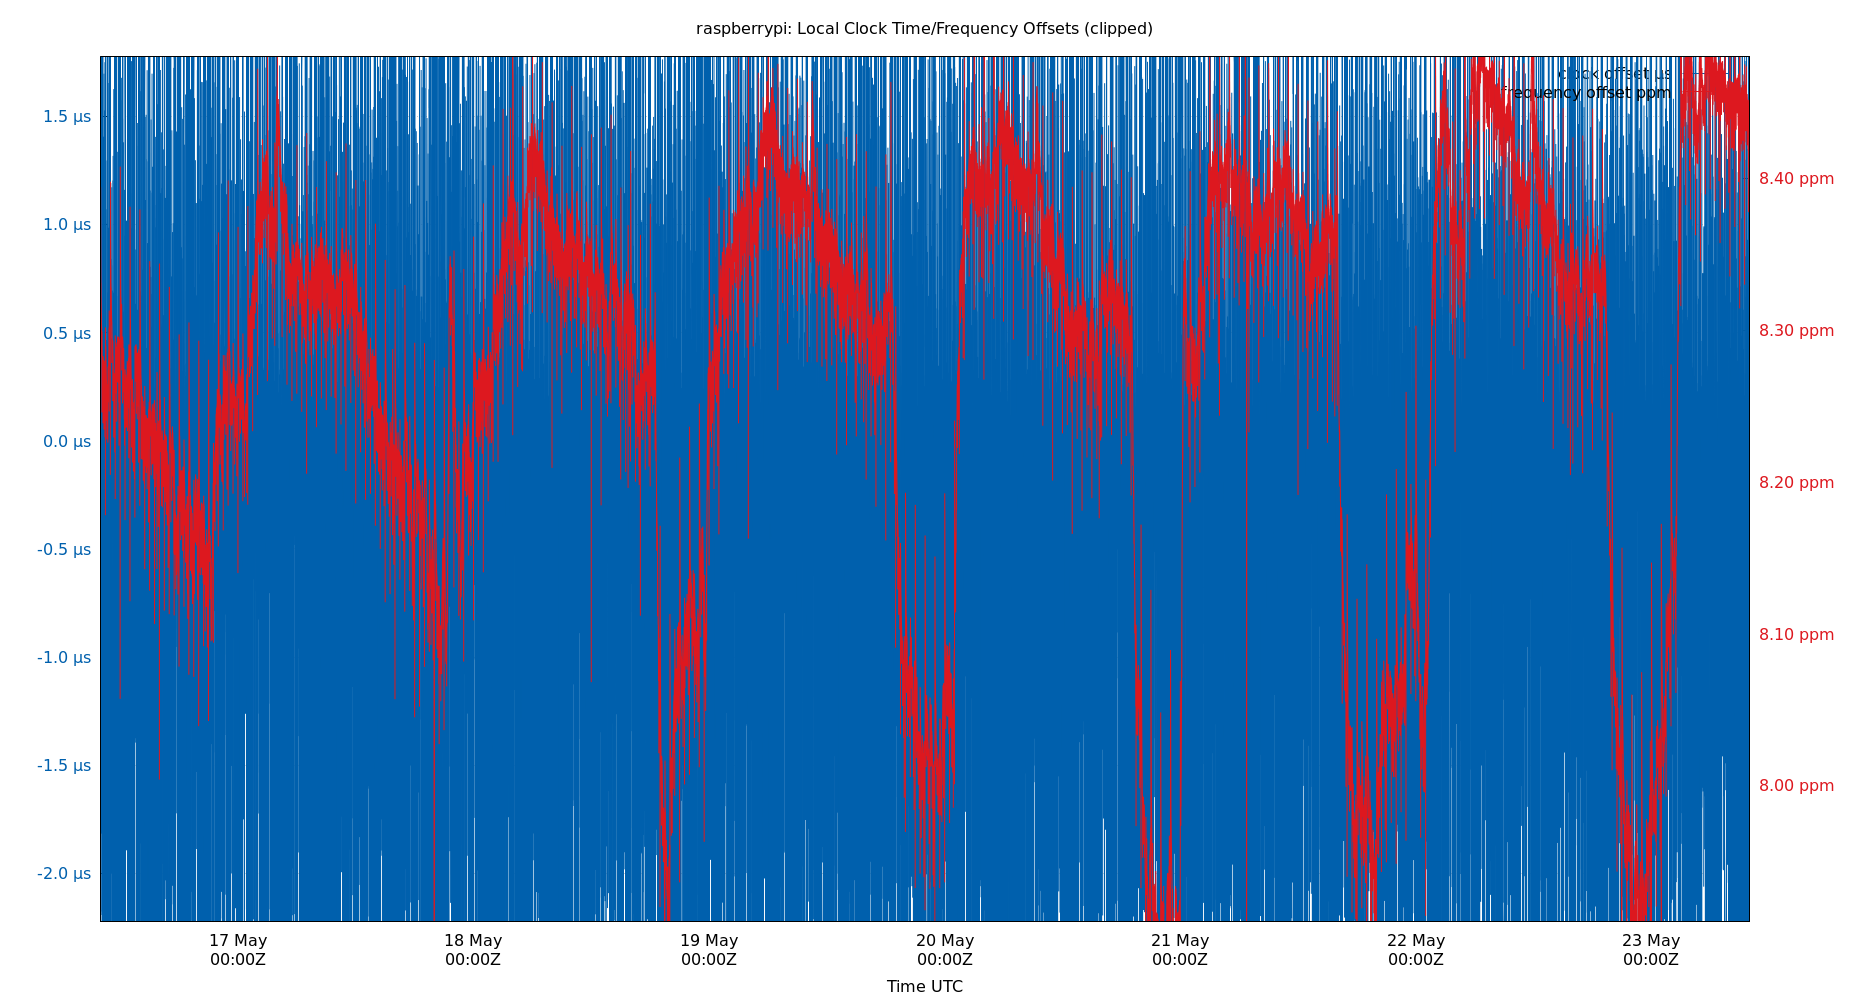 raspberrypi: Local Clock Time/Frequency Offsets (clipped)
clock offset µs
frequency offset ppm
1.5 µs
1.0 µs
0.5 µs
0.0 µs
-0.5 µs
-1.0 µs
-1.5 µs
-2.0 µs
8.40 ppm
8.30 ppm
8.20 ppm
8.10 ppm
8.00 ppm
17 May
00:00Z
18 May
00:00Z
19 May
00:00Z
20 May
00:00Z
21 May
00:00Z
22 May
00:00Z
23 May
00:00Z
Time UTC